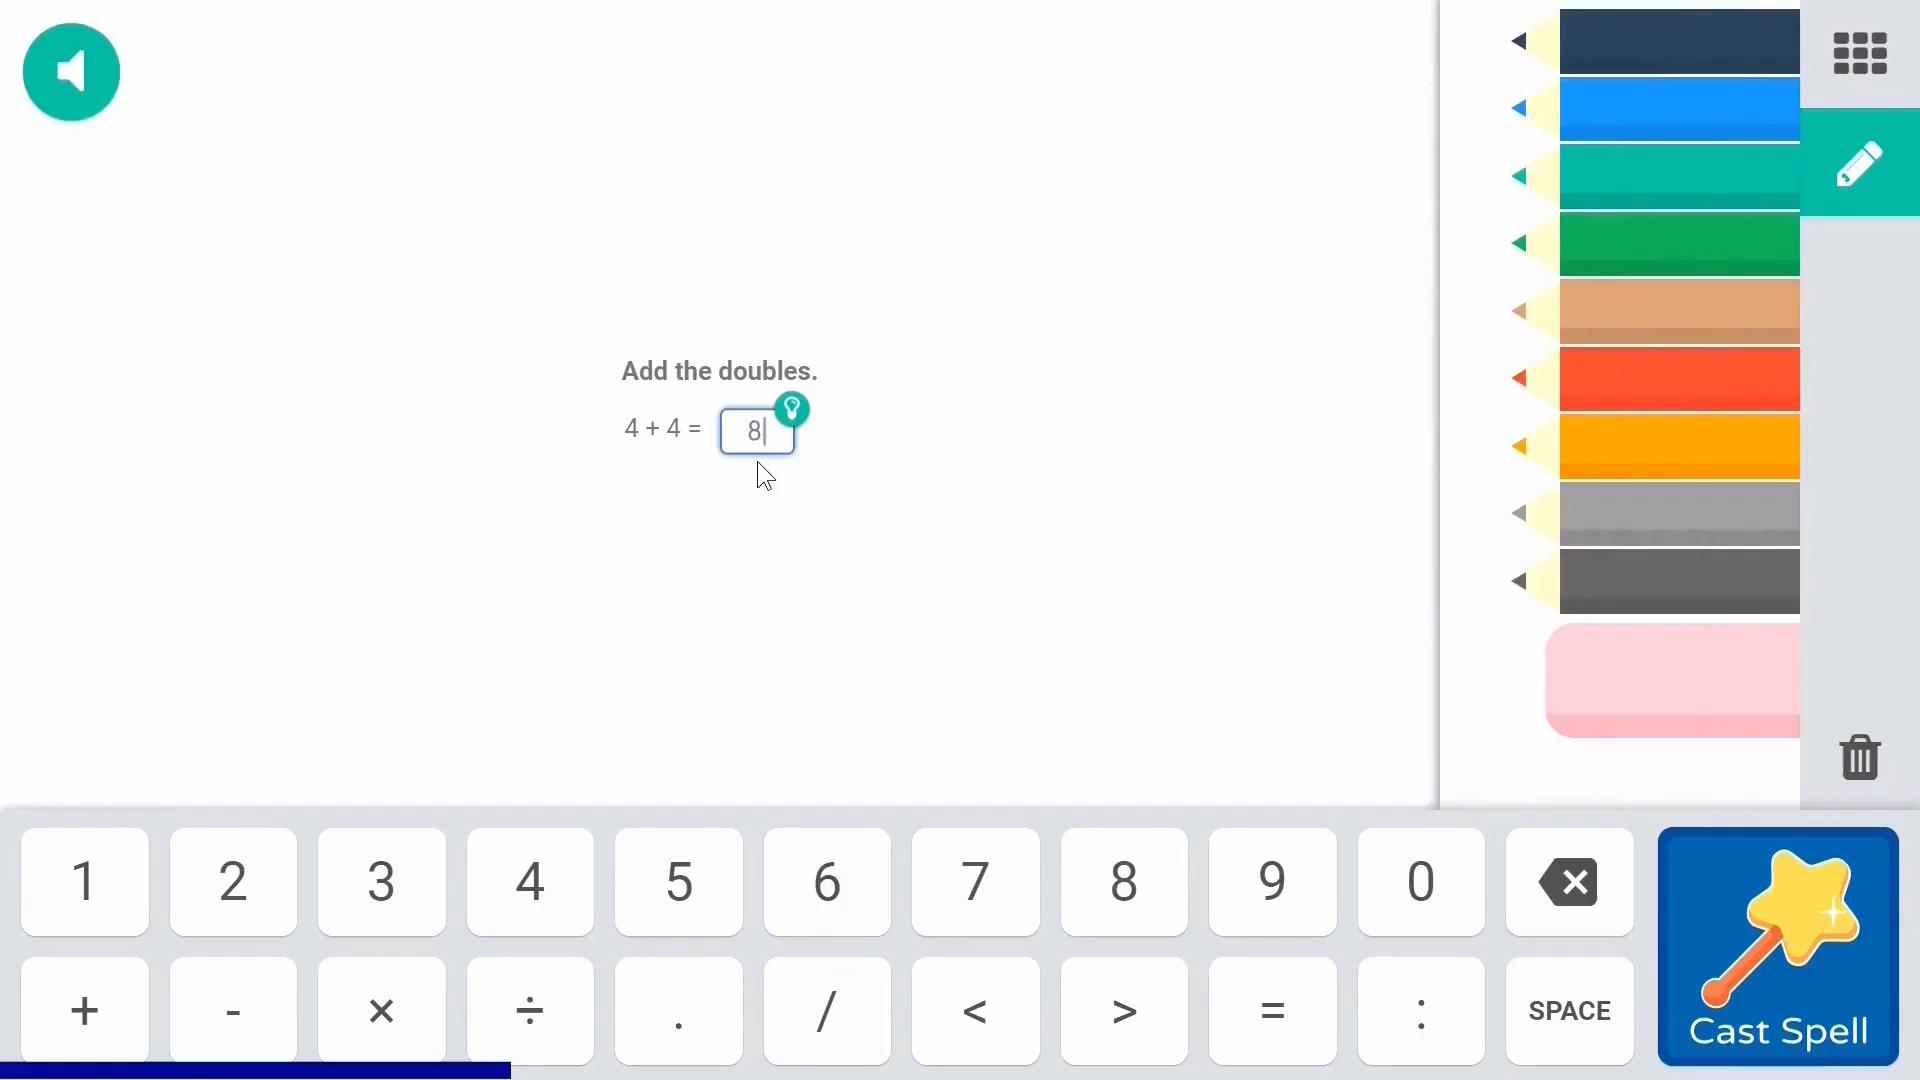 Add the doubles.
4 + 4 = 8
1 2 3 4 5 6 7 8 9 0
+ - × ÷ . / < > = : SPACE
Cast Spell